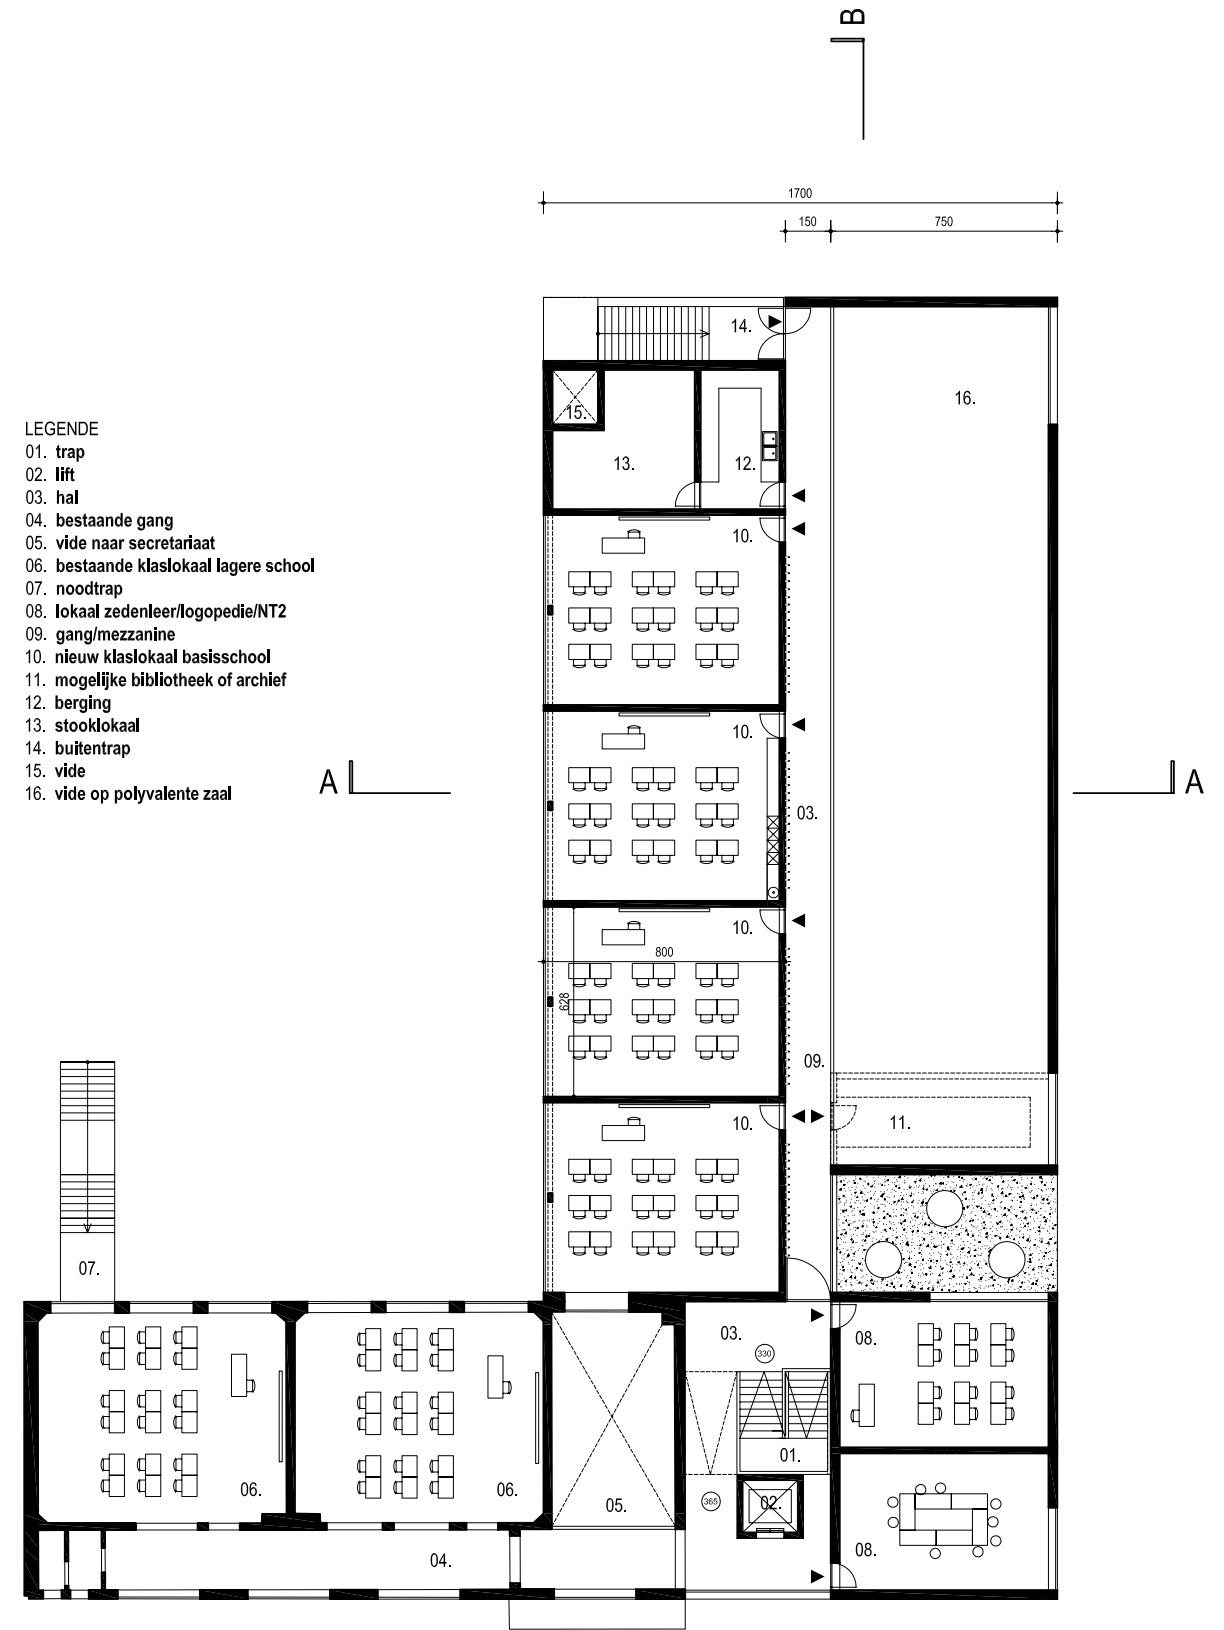 B
1700
150
750
14.
16.
15.
13.
12.
LEGENDE
01. trap
02. lift
03. hal
04. bestaande gang
05. vide naar secretariaat
06. bestaande klaslokaal lagere school
07. noodtrap
08. lokaal zedenleer/logopedie/NT2
09. gang/mezzanine
10. nieuw klaslokaal basisschool
11. mogelijke bibliotheek of archief
12. berging
13. stooklokaal
14. buitentrap
15. vide
16. vide op polyvalente zaal
10.
10.
A
A
03.
10.
800
628
09.
10.
11.
07.
03.
330
08.
01.
06.
06.
05.
365
02.
04.
08.